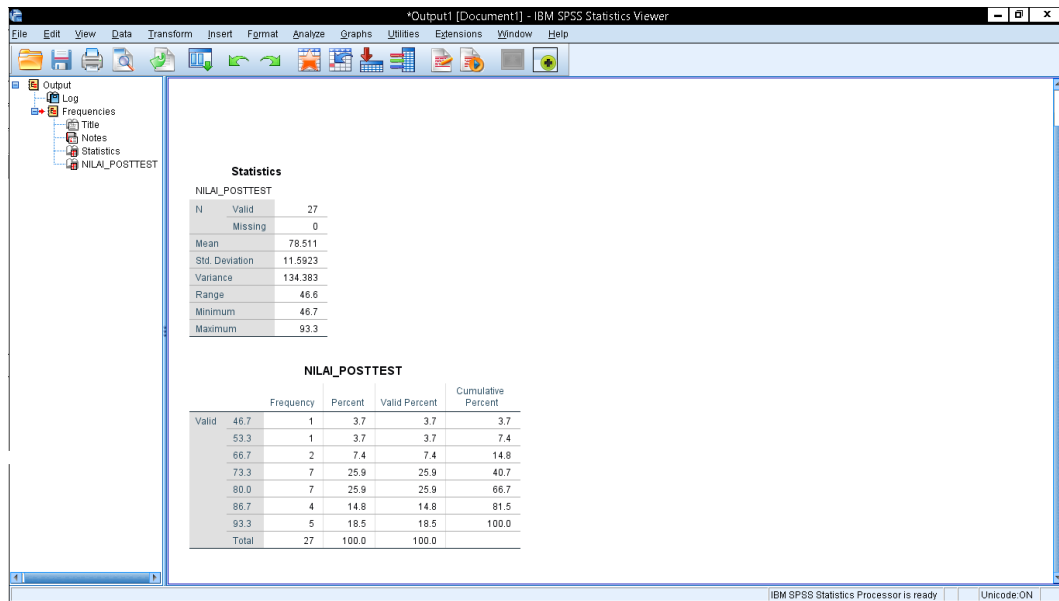 *Output1 [Document1] - IBM SPSS Statistics Viewer
File Edit View Data Transform Insert Format Analyze Graphs Utilities Extensions Window Help
Output
Log
Frequencies
Title
Notes
Statistics
NILAI_POSTTEST
Statistics
NILAI_POSTTEST
N Valid 27
Missing 0
Mean 78.511
Std. Deviation 11.5923
Variance 134.383
Range 46.6
Minimum 46.7
Maximum 93.3
NILAI_POSTTEST
Frequency Percent Valid Percent Cumulative Percent
Valid 46.7 1 3.7 3.7 3.7
53.3 1 3.7 3.7 7.4
66.7 2 7.4 7.4 14.8
73.3 7 25.9 25.9 40.7
80.0 7 25.9 25.9 66.7
86.7 4 14.8 14.8 81.5
93.3 5 18.5 18.5 100.0
Total 27 100.0 100.0
IBM SPSS Statistics Processor is ready Unicode:ON